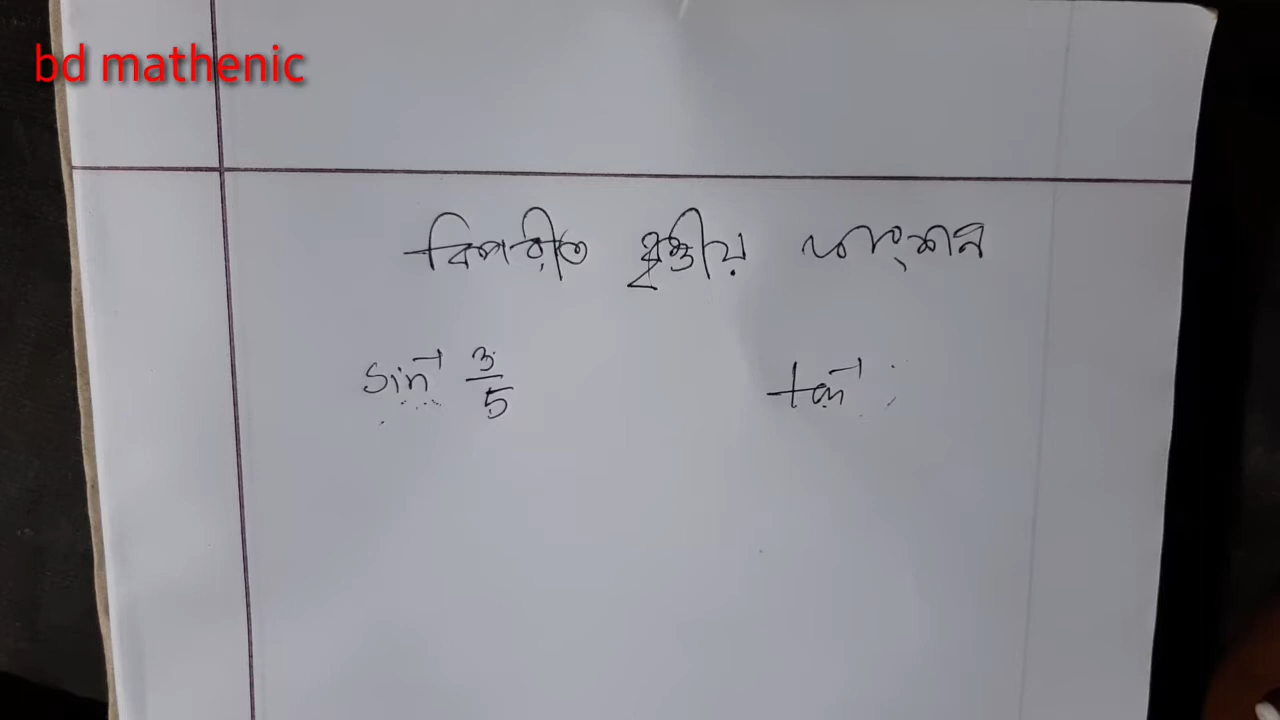 bd mathenic
বিপরীত বৃত্তীয় ফাংশন
sin⁻¹ 3/5 tan⁻¹